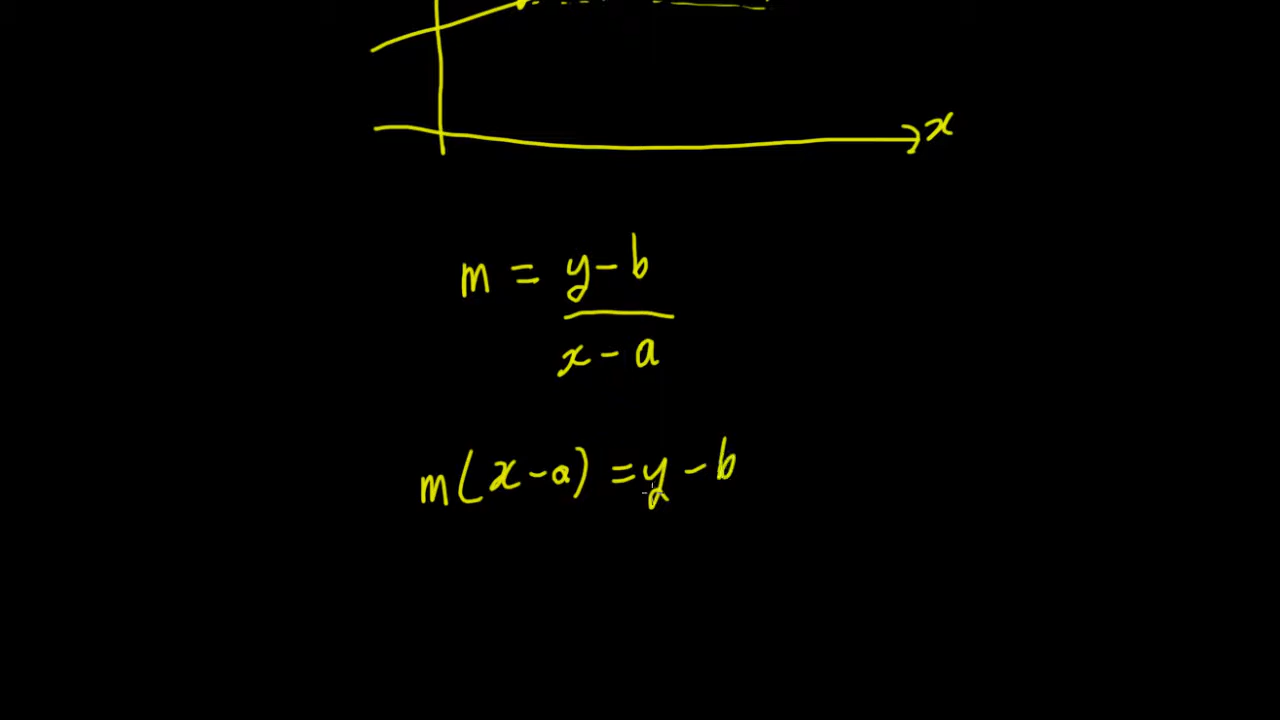 x
m = y - b
x - a
m(x - a) = y - b